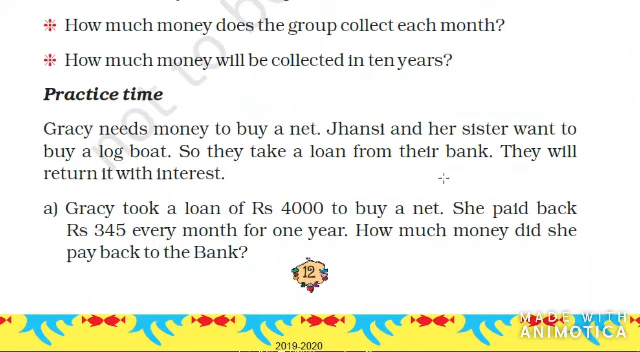 How much money does the group collect each month?
How much money will be collected in ten years?
Practice time
Gracy needs money to buy a net. Jhansi and her sister want to
buy a log boat. So they take a loan from their bank. They will
return it with interest.
a) Gracy took a loan of Rs 4000 to buy a net. She paid back
Rs 345 every month for one year. How much money did she
pay back to the Bank?
12
MADE WITH
ANIMOTICA
2019-2020
not to b